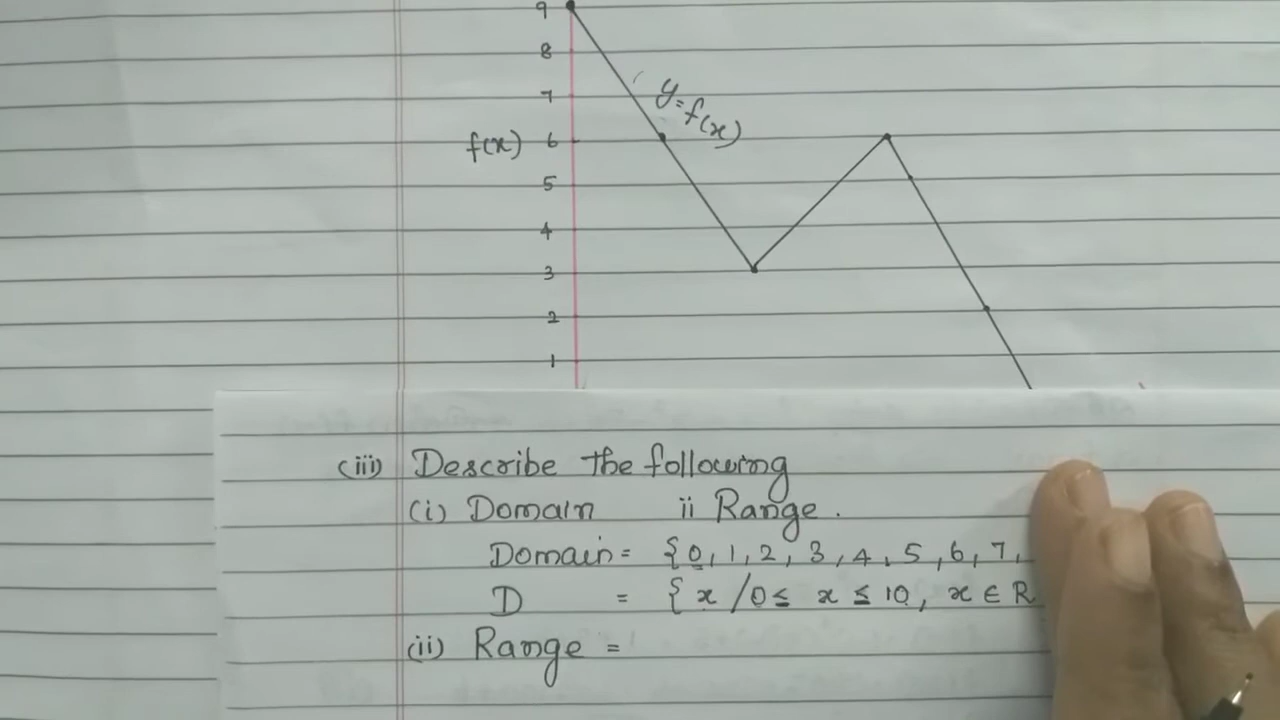 9
8
7
y=f(x)
f(x) 6
5
4
3
2
1
(iii) Describe the following
(i) Domain ii Range.
Domain = {0, 1, 2, 3, 4, 5, 6, 7,
D = {x /0≤ x ≤ 10, x ∈ R
(ii) Range =